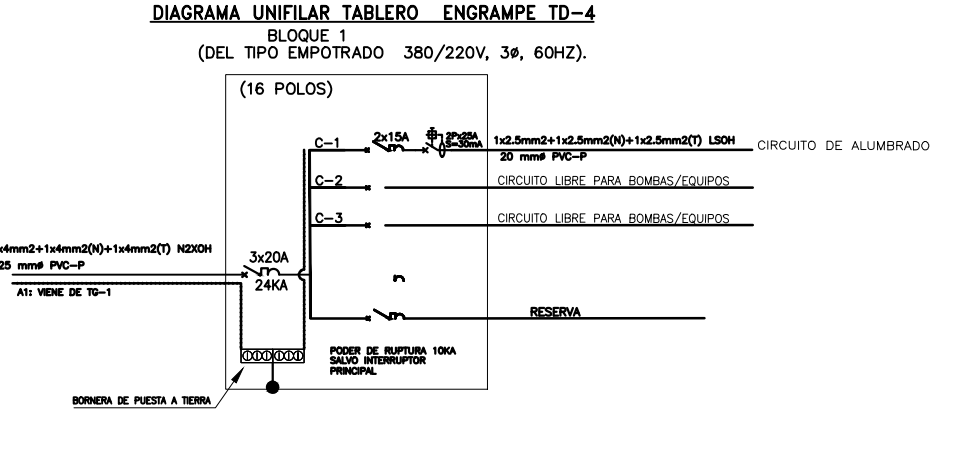 DIAGRAMA UNIFILAR TABLERO ENGRAMPE TD-4
BLOQUE 1
(DEL TIPO EMPOTRADO 380/220V, 3ø, 60HZ).
(16 POLOS)
C-1
2x15A
2Px25A
S=30mA
1x2.5mm2+1x2.5mm2(N)+1x2.5mm2(T) LSOH
20 mmø PVC-P
CIRCUITO DE ALUMBRADO
C-2
CIRCUITO LIBRE PARA BOMBAS/EQUIPOS
C-3
CIRCUITO LIBRE PARA BOMBAS/EQUIPOS
x4mm2+1x4mm2(N)+1x4mm2(T) N2XOH
25 mmø PVC-P
3x20A
24KA
A1: VIENE DE TG-1
RESERVA
PODER DE RUPTURA 10KA
SALVO INTERRUPTOR
PRINCIPAL
BORNERA DE PUESTA A TIERRA